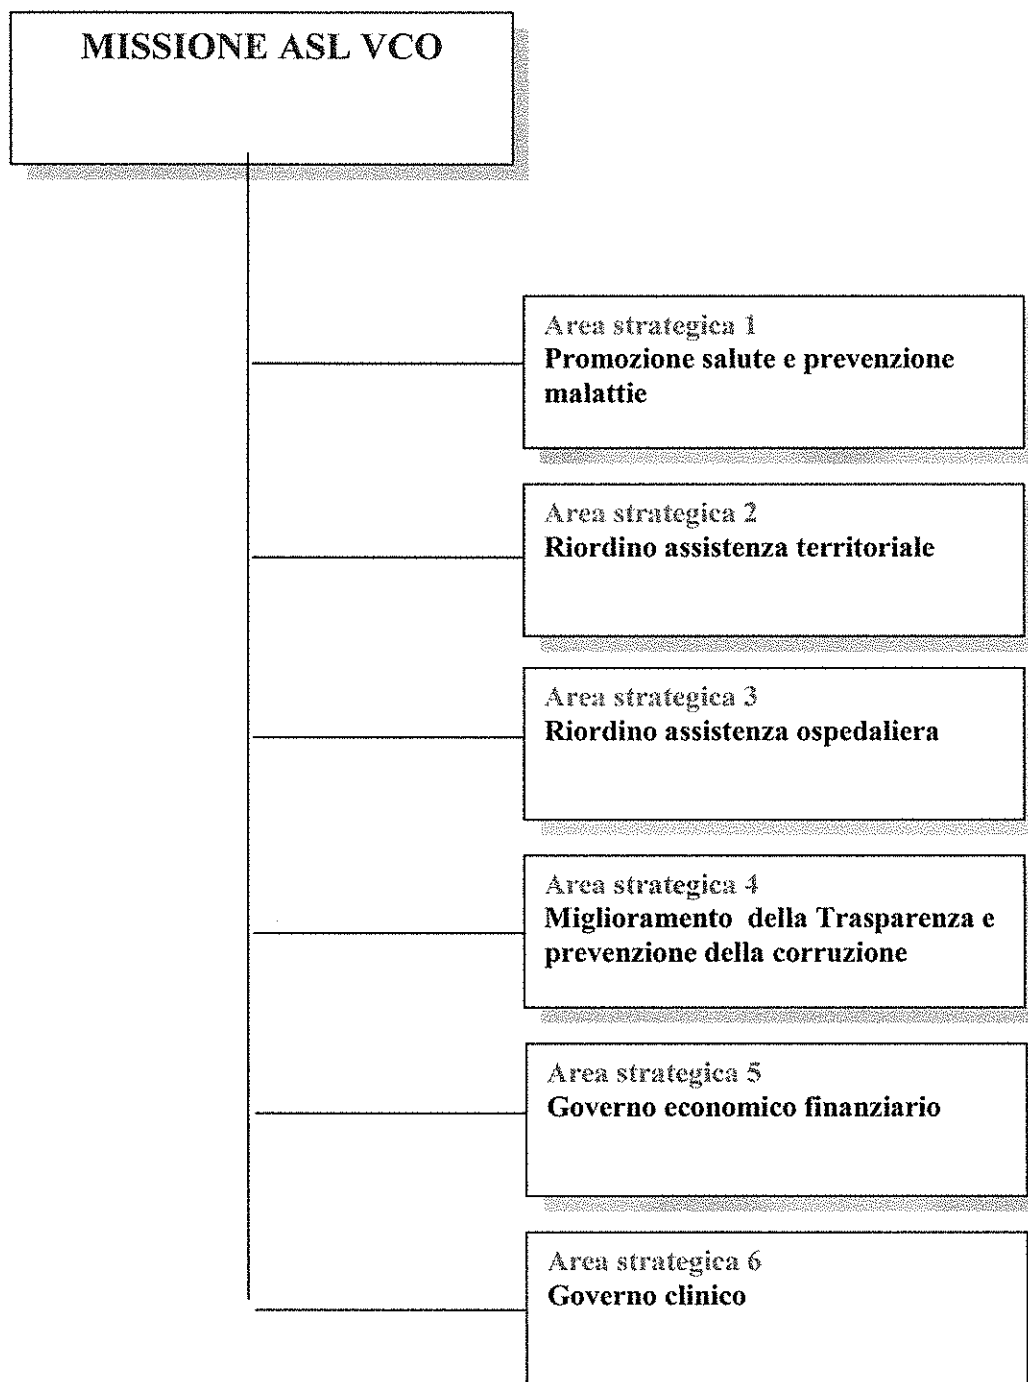 MISSIONE ASL VCO
Area strategica 1
Promozione salute e prevenzione
malattie
Area strategica 2
Riordino assistenza territoriale
Area strategica 3
Riordino assistenza ospedaliera
Area strategica 4
Miglioramento della Trasparenza e
prevenzione della corruzione
Area strategica 5
Governo economico finanziario
Area strategica 6
Governo clinico